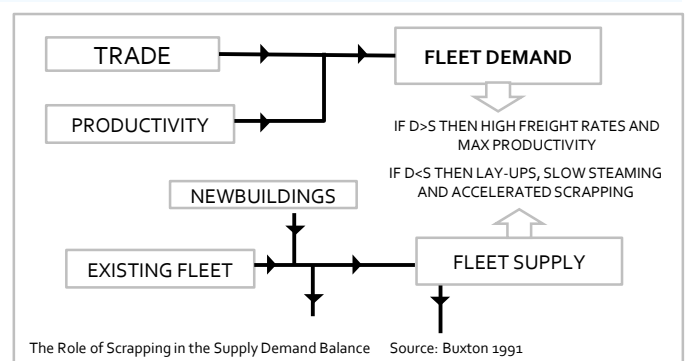 TRADE
FLEET DEMAND
PRODUCTIVITY
IF D>S THEN HIGH FREIGHT RATES AND
MAX PRODUCTIVITY
IF D<S THEN LAY-UPS, SLOW STEAMING
AND ACCELERATED SCRAPPING
NEWBUILDINGS
EXISTING FLEET
FLEET SUPPLY
The Role of Scrapping in the Supply Demand Balance Source: Buxton 1991